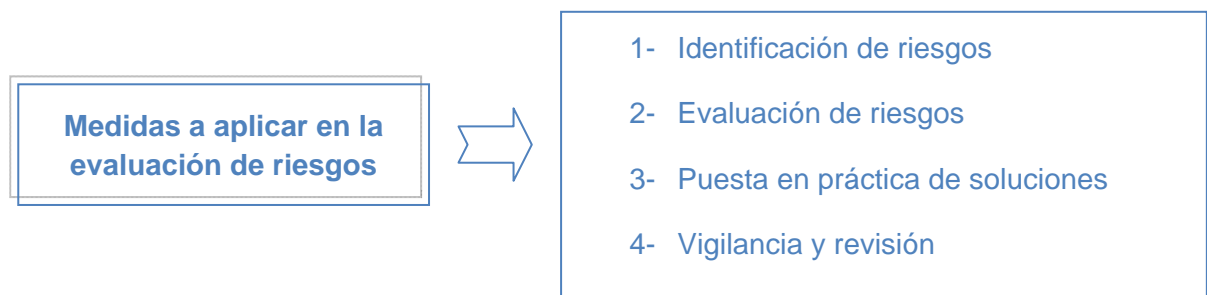 Medidas a aplicar en la
evaluación de riesgos
1- Identificación de riesgos
2- Evaluación de riesgos
3- Puesta en práctica de soluciones
4- Vigilancia y revisión